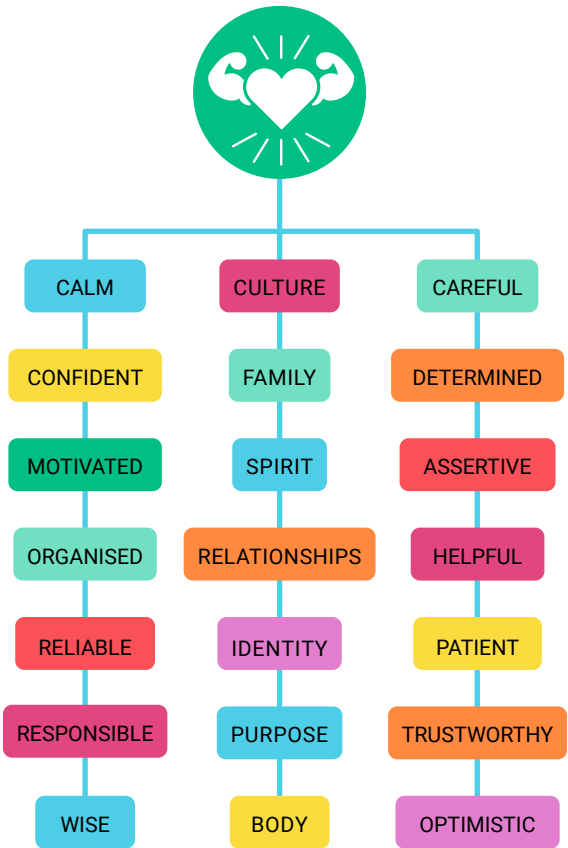 CALM
CULTURE
CAREFUL
CONFIDENT
FAMILY
DETERMINED
MOTIVATED
SPIRIT
ASSERTIVE
ORGANISED
RELATIONSHIPS
HELPFUL
RELIABLE
IDENTITY
PATIENT
RESPONSIBLE
PURPOSE
TRUSTWORTHY
WISE
BODY
OPTIMISTIC